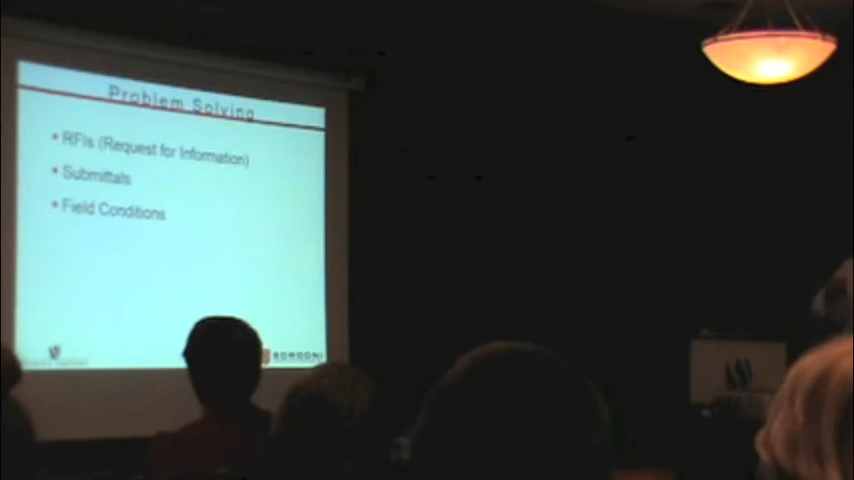 Problem Solving
• RFIs (Request for Information)
• Submittals
• Field Conditions